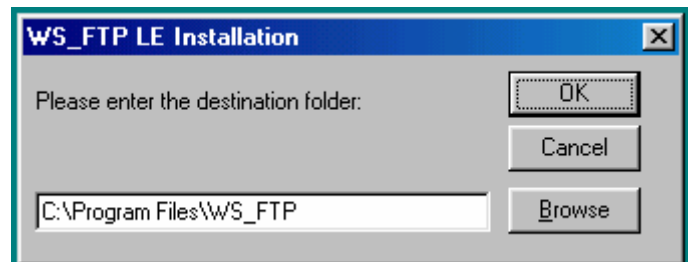 WS_FTP LE Installation
Please enter the destination folder:
OK
Cancel
C:\Program Files\WS_FTP
Browse